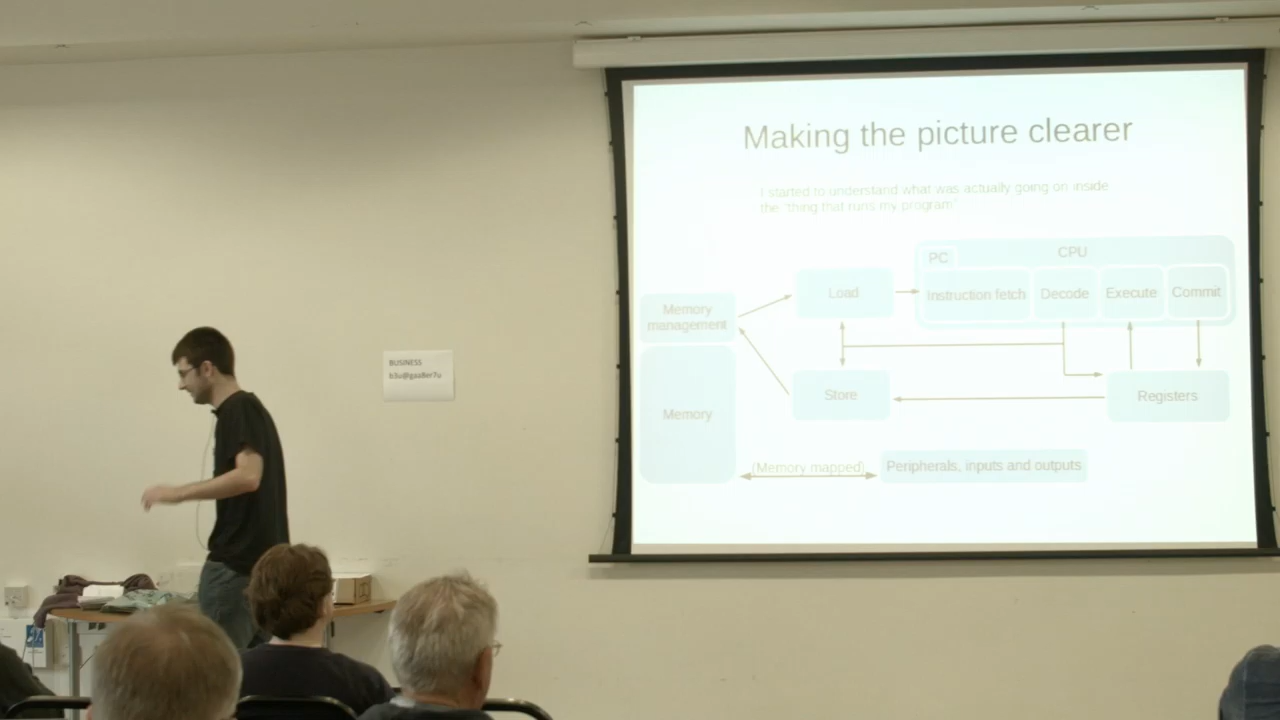 Making the picture clearer
I started to understand what was actually going on inside
the "thing that runs my program"
PC
CPU
Instruction fetch
Decode
Execute
Commit
Load
Memory
management
Memory
Store
Registers
(Memory mapped)
Peripherals, inputs and outputs
BUSINESS